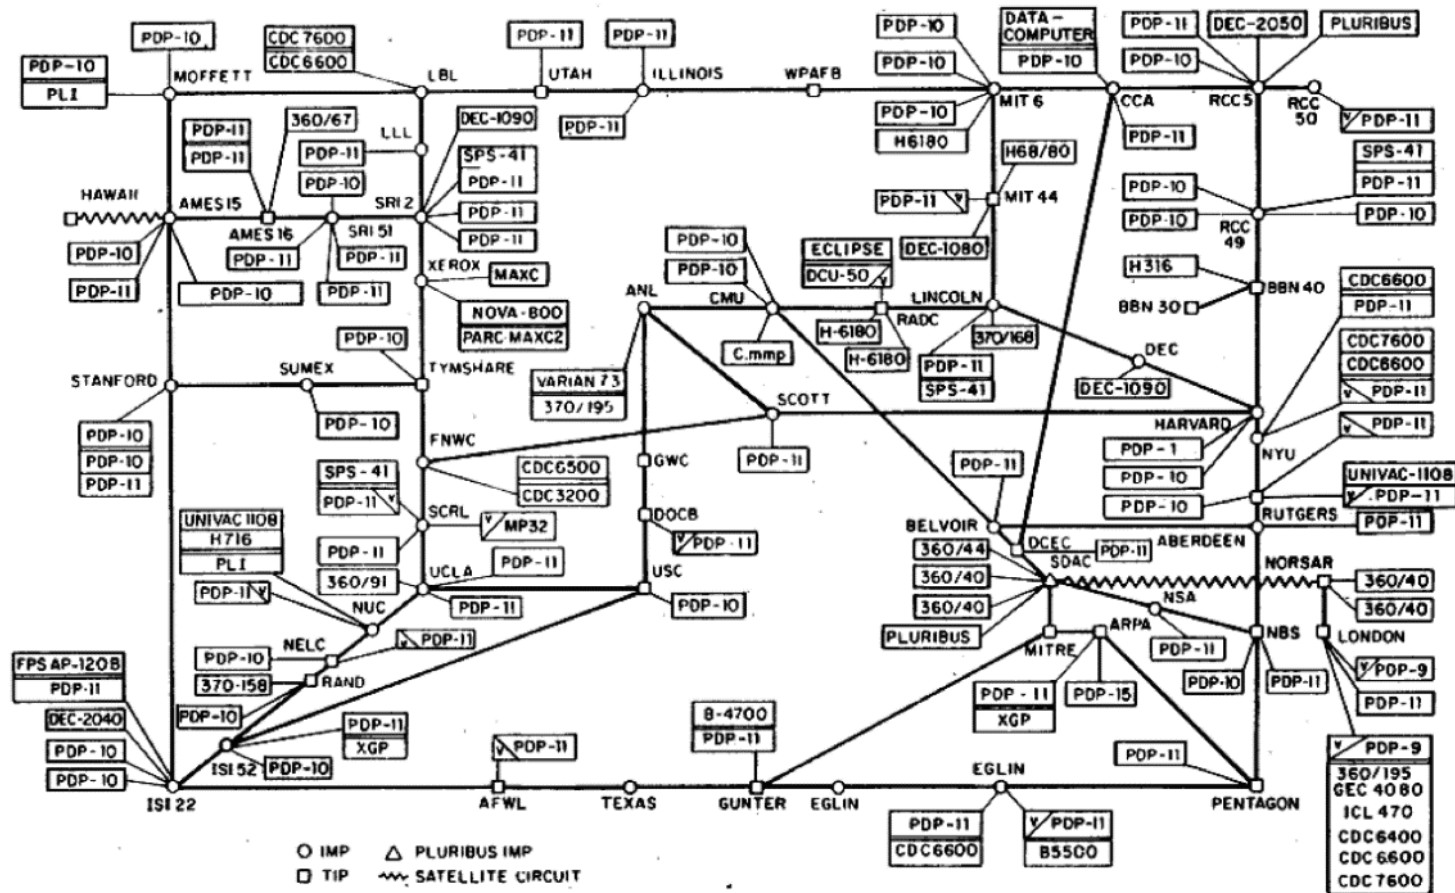 PDP-10
CDC 7600
CDC 6600
PDP-11
PDP-11
PDP-10
DATA-
COMPUTER
PDP-10
PDP-11
DEC-2050
PLURIBUS
PDP-10
PLI
MOFFETT
LBL
UTAH
ILLINOIS
WPAFB
PDP-10
PDP-10
MIT 6
CCA
RCC 5
RCC
50
PDP-11
PDP-11
360/67
LLL
DEC-1090
PDP-11
PDP-10
H6180
PDP-11
PDP-11
PDP-11
PDP-11
SPS-41
PDP-11
H68/80
SPS-41
PDP-11
HAWAII
AMES 15
PDP-10
SRI 2
PDP-11
PDP-11
MIT 44
PDP-10
PDP-10
PDP-10
AMES 16
SRI 51
PDP-11
DEC-1080
RCC
49
PDP-10
PDP-11
PDP-11
PDP-10
PDP-11
PDP-10
PDP-11
XEROX
MAXC
PDP-10
PDP-10
ECLIPSE
DCU-50
H316
BBN 40
CDC6600
PDP-11
NOVA-800
PARC MAXC2
ANL
CMU
RADC
LINCOLN
BBN 30
PDP-10
C.mmp
H-6180
H-6180
370/168
CDC7600
CDC6600
PDP-11
STANFORD
SUMEX
TYMSHARE
VARIAN 73
370/195
PDP-11
SPS-41
DEC
DEC-1090
PDP-10
PDP-10
PDP-11
PDP-10
SCOTT
HARVARD
PDP-11
FNWC
PDP-11
PDP-1
NYU
SPS-41
PDP-11
CDC6500
CDC3200
GWC
PDP-11
PDP-10
PDP-10
UNIVAC-1108
PDP-11
UNIVAC 1108
H716
PLI
SCRL
MP32
DOCB
BELVOIR
ABERDEEN
RUTGERS
PDP-11
PDP-11
PDP-11
PDP-11
DCEC
PDP-11
360/91
UCLA
PDP-11
USC
360/44
SDAC
NORSAR
PDP-11
NUC
PDP-11
PDP-10
360/40
360/40
NSA
360/40
360/40
NELC
PDP-11
PLURIBUS
MITRE
ARPA
PDP-11
NBS
LONDON
PDP-10
370-158
RAND
PDP-10
PDP-11
PDP-9
PDP-11
FPS AP-120B
PDP-11
DEC-2040
PDP-10
PDP-10
PDP-10
PDP-11
XGP
PDP-11
XGP
PDP-15
B-4700
PDP-11
PDP-11
PDP-11
ISI 52
PDP-10
PDP-9
360/195
GEC 4080
ICL 470
CDC6400
CDC6600
CDC7600
EGLIN
ISI 22
AFWL
TEXAS
GUNTER
EGLIN
PENTAGON
PDP-11
CDC6600
PDP-11
B5500
IMP
PLURIBUS IMP
TIP
SATELLITE CIRCUIT